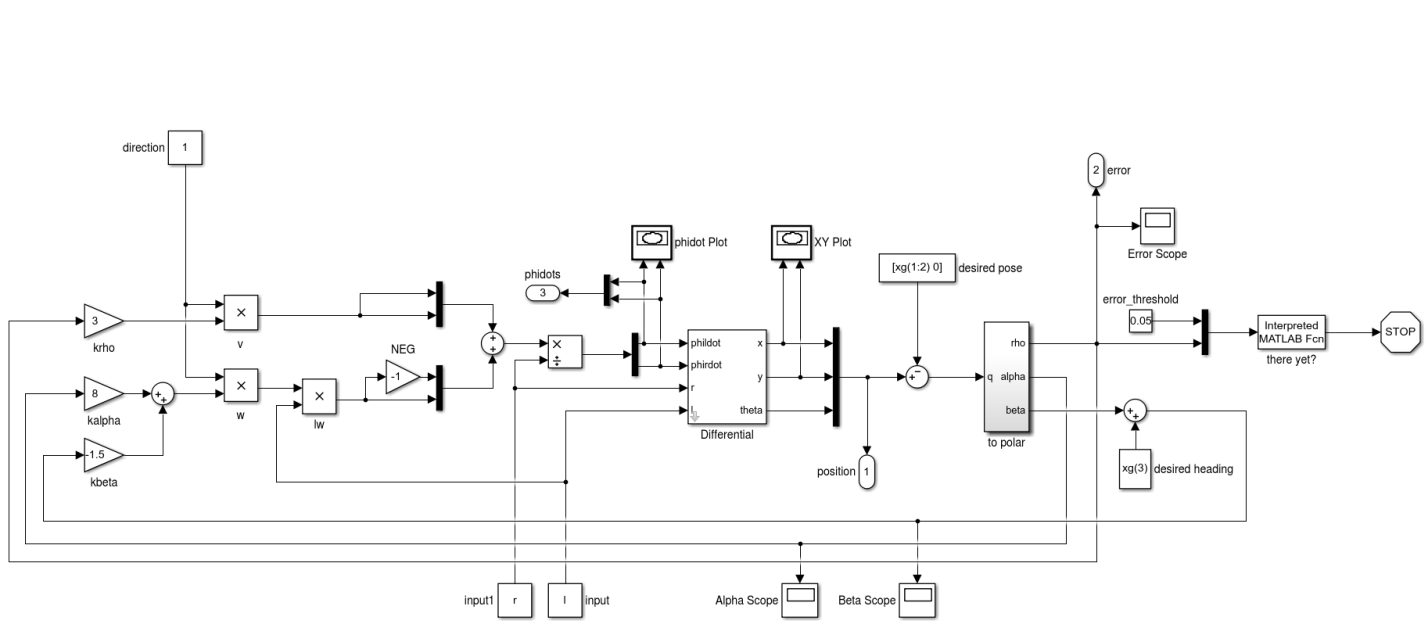 direction
1
2
error
Error Scope
phidot Plot
XY Plot
phidots
3
[xg(1:2) 0]
desired pose
error_threshold
0.05
Interpreted
MATLAB Fcn
there yet?
STOP
3
krho
×
v
NEG
-1
+
+
×
÷
phildot
phirdot
r
l
x
y
theta
Differential
+
−
q
rho
alpha
beta
to polar
8
kalpha
+
+
×
w
×
lw
-1.5
kbeta
position
1
+
+
xg(3)
desired heading
input1
r
l
input
Alpha Scope
Beta Scope